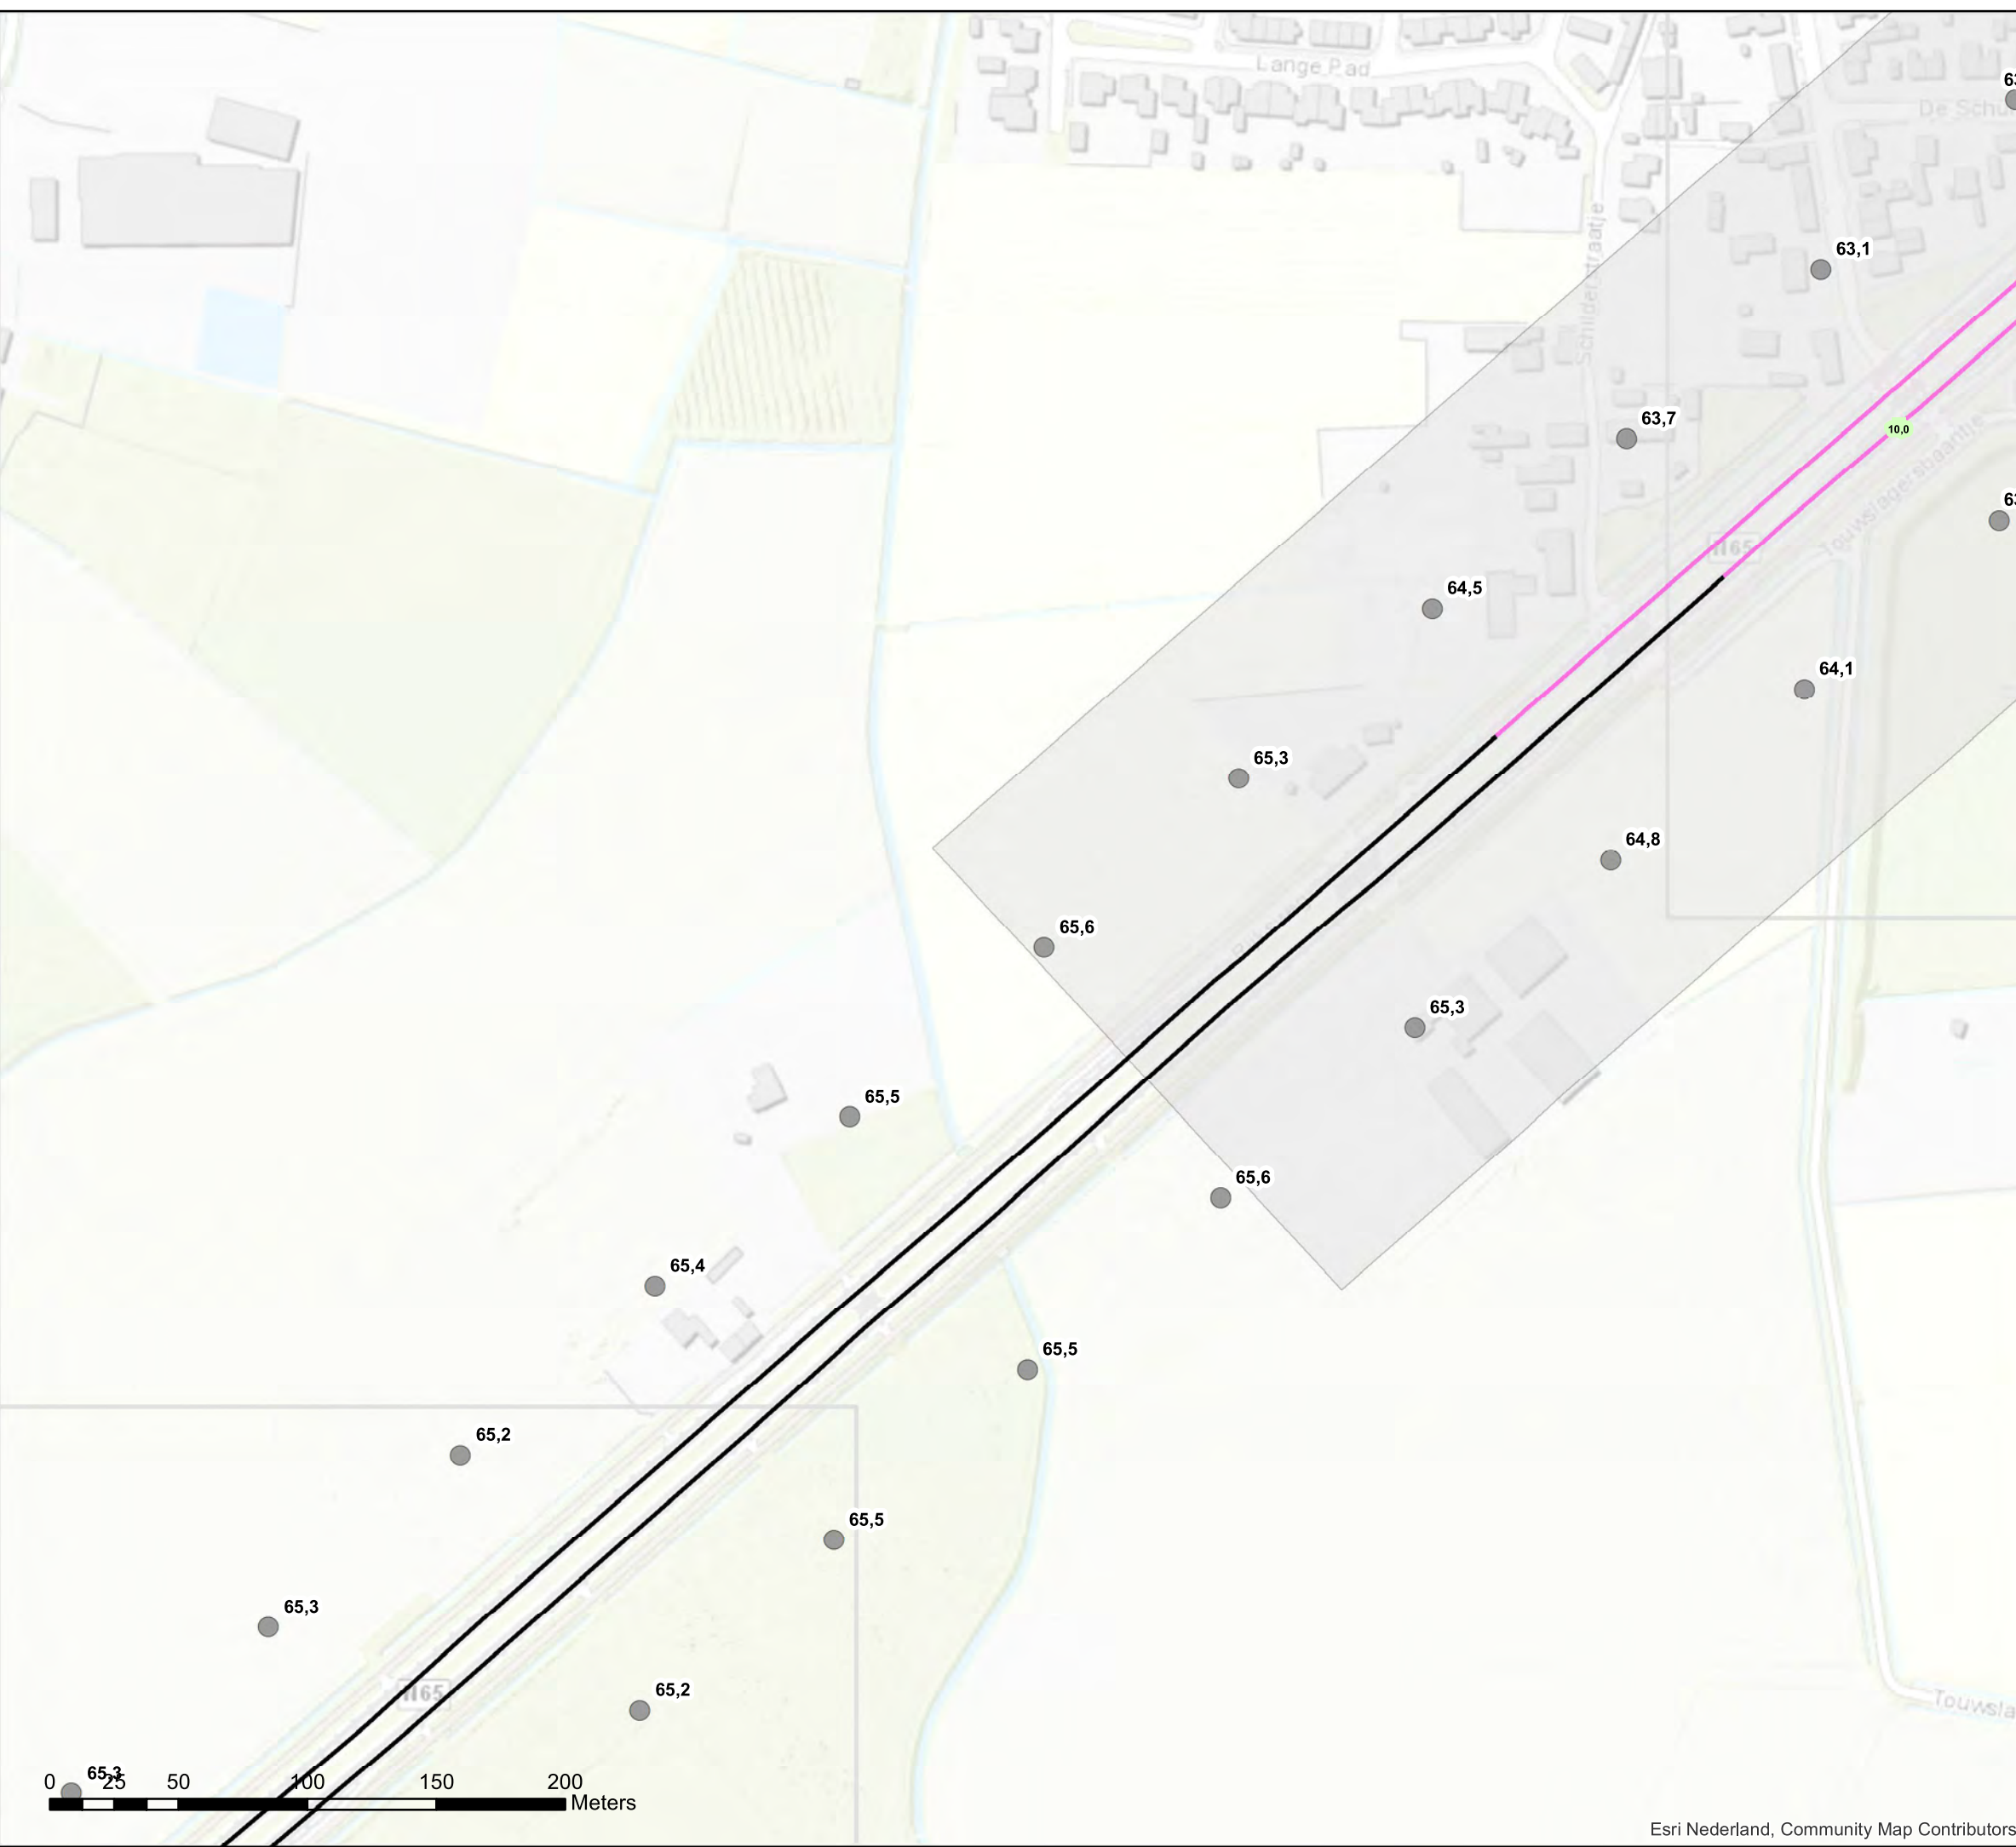 Lange Pad
De Schu
Schilderstraatje
63,1
63,7
10,0
Touwslagersbaantje
N65
64,5
64,1
65,3
64,8
65,6
65,3
65,5
65,6
65,4
65,5
65,2
65,5
65,3
65,2
N65
Touwsla
65,3
0 25 50 100 150 200
Meters
Esri Nederland, Community Map Contributors